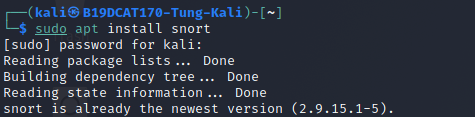 ┌──(kali㉿B19DCAT170-Tung-Kali)-[~]
└─$ sudo apt install snort
[sudo] password for kali:
Reading package lists... Done
Building dependency tree... Done
Reading state information... Done
snort is already the newest version (2.9.15.1-5).